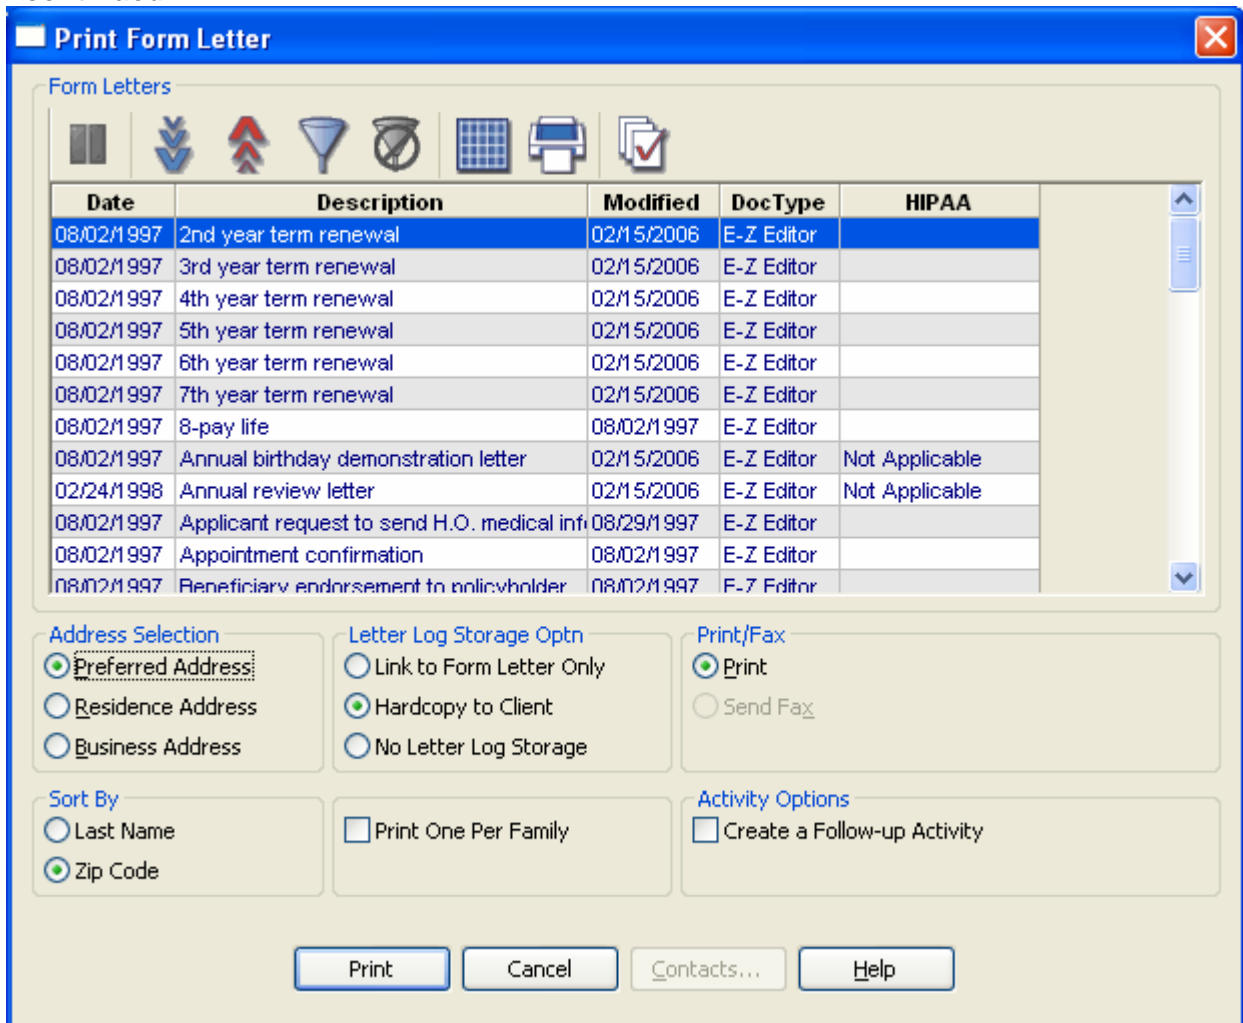 Print Form Letter
Form Letters
Date Description Modified DocType HIPAA
08/02/1997 2nd year term renewal 02/15/2006 E-Z Editor
08/02/1997 3rd year term renewal 02/15/2006 E-Z Editor
08/02/1997 4th year term renewal 02/15/2006 E-Z Editor
08/02/1997 5th year term renewal 02/15/2006 E-Z Editor
08/02/1997 6th year term renewal 02/15/2006 E-Z Editor
08/02/1997 7th year term renewal 02/15/2006 E-Z Editor
08/02/1997 8-pay life 08/02/1997 E-Z Editor
08/02/1997 Annual birthday demonstration letter 02/15/2006 E-Z Editor Not Applicable
02/24/1998 Annual review letter 02/15/2006 E-Z Editor Not Applicable
08/02/1997 Applicant request to send H.O. medical inf 08/29/1997 E-Z Editor
08/02/1997 Appointment confirmation 08/02/1997 E-Z Editor
08/02/1997 Beneficiary endorsement to policyholder 08/02/1997 E-Z Editor
Address Selection Letter Log Storage Optn Print/Fax
Preferred Address Link to Form Letter Only Print
Residence Address Hardcopy to Client Send Fax
Business Address No Letter Log Storage
Sort By Activity Options
Last Name Print One Per Family Create a Follow-up Activity
Zip Code
Print Cancel Contacts... Help